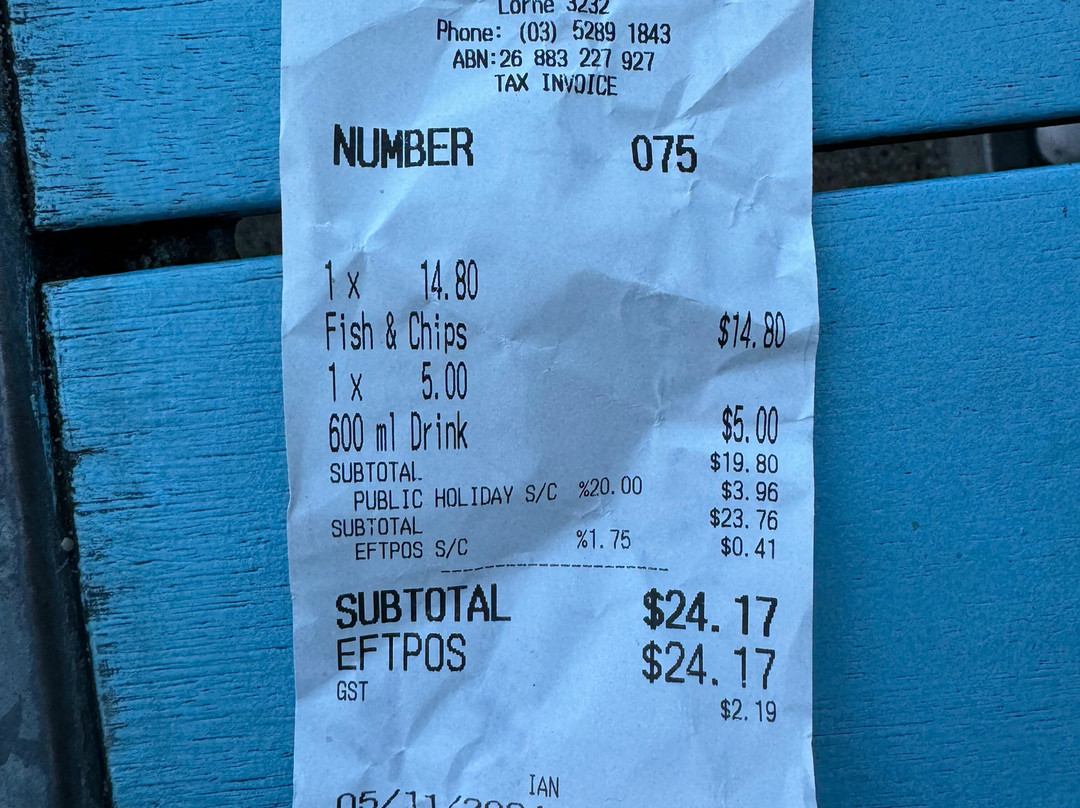 Lorne 3232
Phone: (03) 5289 1843
ABN:26 883 227 927
TAX INVOICE
NUMBER 075
1 x 14.80
Fish & Chips $14.80
1 x 5.00
600 ml Drink $5.00
SUBTOTAL $19.80
PUBLIC HOLIDAY S/C %20.00 $3.96
SUBTOTAL $23.76
EFTPOS S/C %1.75 $0.41
SUBTOTAL $24.17
EFTPOS $24.17
GST $2.19
IAN
05/11/